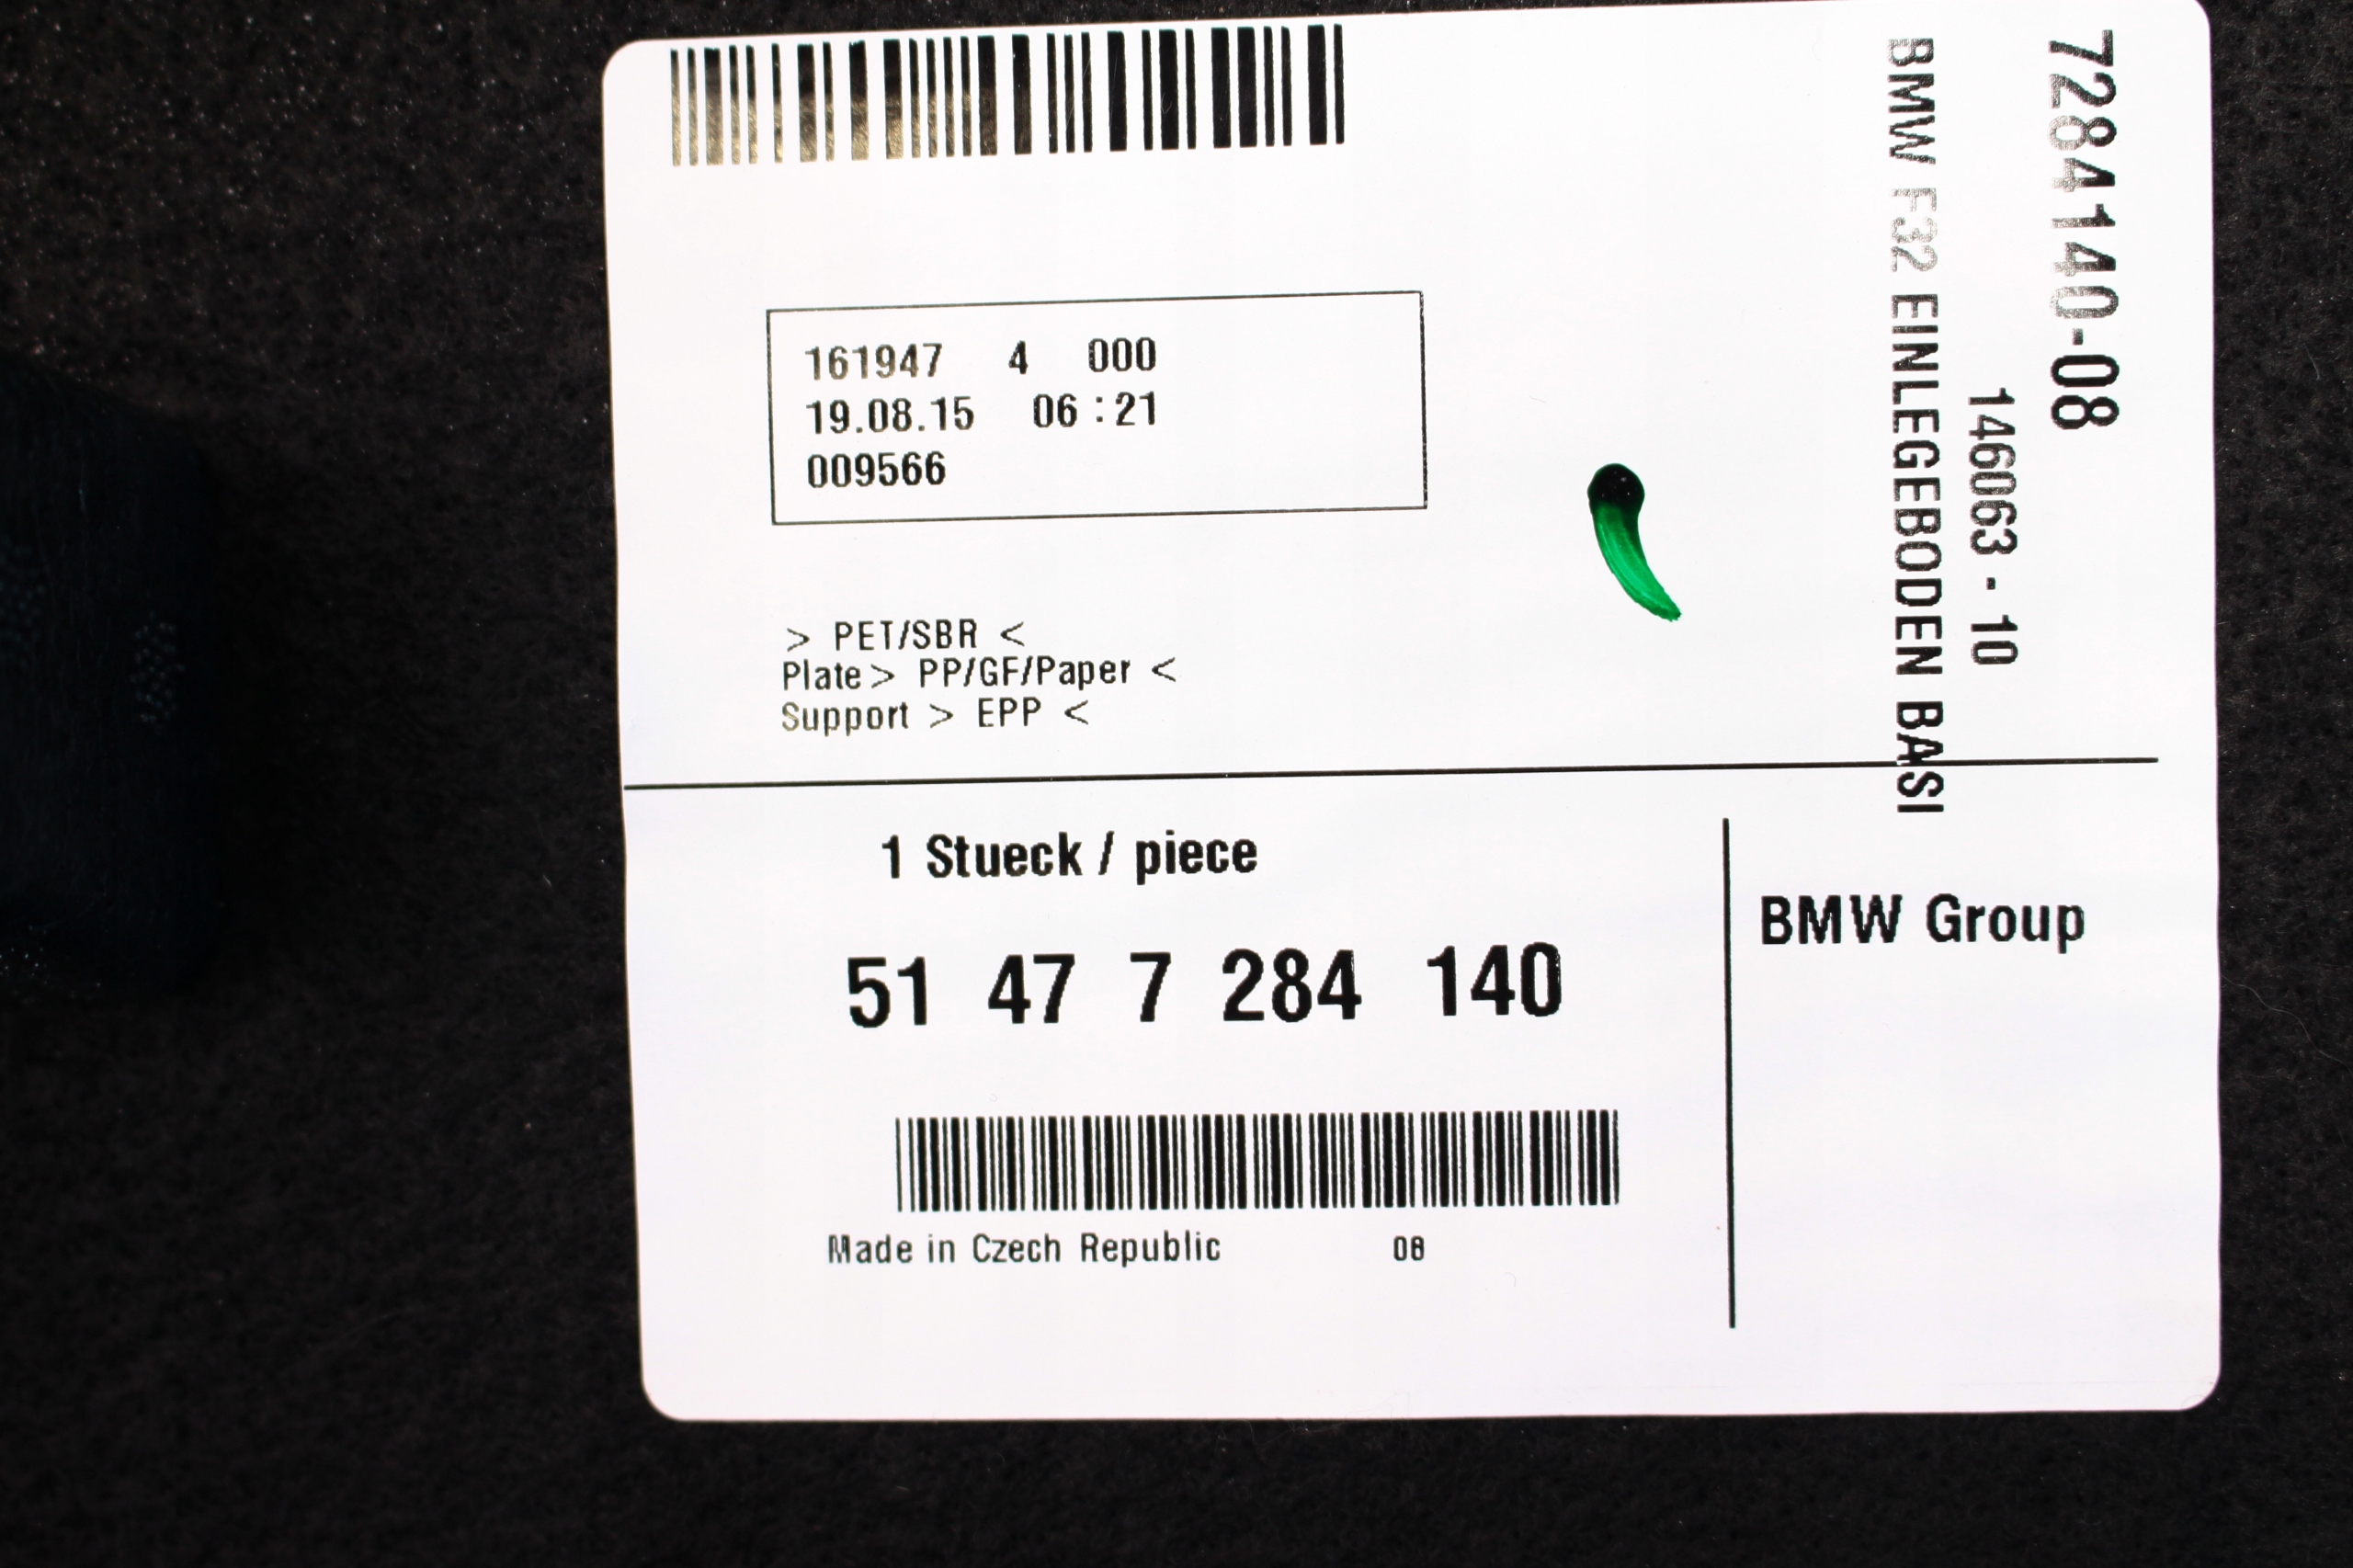 161947 4 000
19.08.15 06:21
009566
> PET/SBR <
Plate > PP/GF/Paper <
Support > EPP <
7284140-08
146063 - 10
BMW F32 EINLEGEBODEN BASI
1 Stueck / piece
51 47 7 284 140
BMW Group
Made in Czech Republic 08